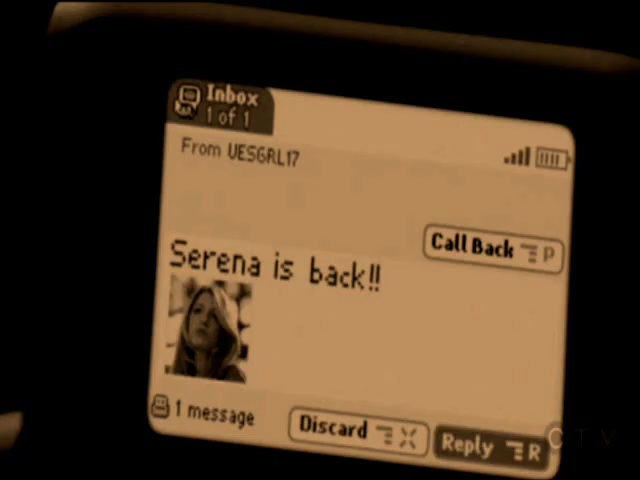 Inbox
1 of 1
From UESGRL17
Call Back P
Serena is back!!
1 message
Discard
Reply R
CTV